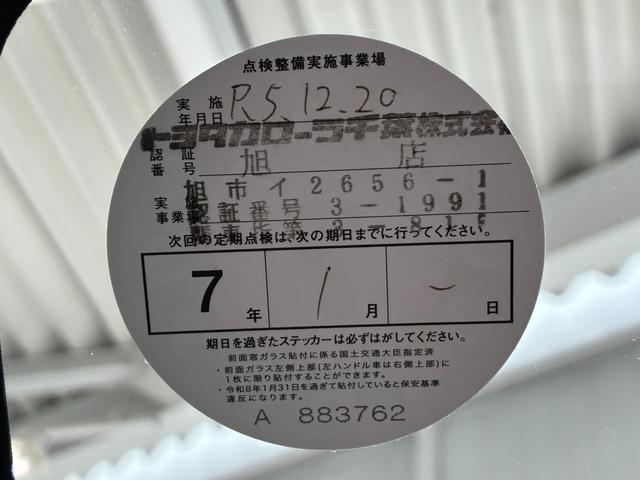 点検整備実施事業場
実施年月日 R5.12.20
トヨタカローラ千葉株式会
認証番号
旭店
旭市イ2656-1
実施事業
認証番号 3-1991
次回の定期点検は、次の期日までに行ってください。
7年 1月 -日
期日を過ぎたステッカーは必ずはがしてください。
前面窓ガラス貼付に係る国土交通大臣指定済
・前面ガラス左側上部(左ハンドル車は右側上部)に
1枚に限り貼付することができます。
・令和8年1月31日を過ぎて貼付していると保安基準
違反になります。
A 883762